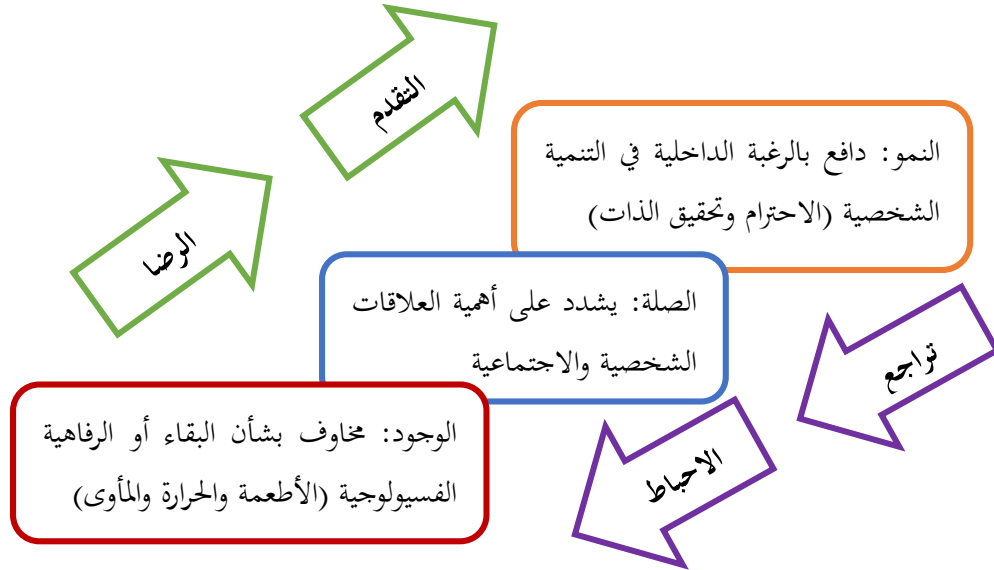 التقدم
النمو: دافع بالرغبة الداخلية في التنمية
الشخصية (الاحترام وتحقيق الذات)
الرضا
الصلة: يشدد على أهمية العلاقات
الشخصية والاجتماعية
تراجع
الوجود: مخاوف بشأن البقاء أو الرفاهية
الفسيولوجية (الأطعمة والحرارة والمأوى)
الاحباط